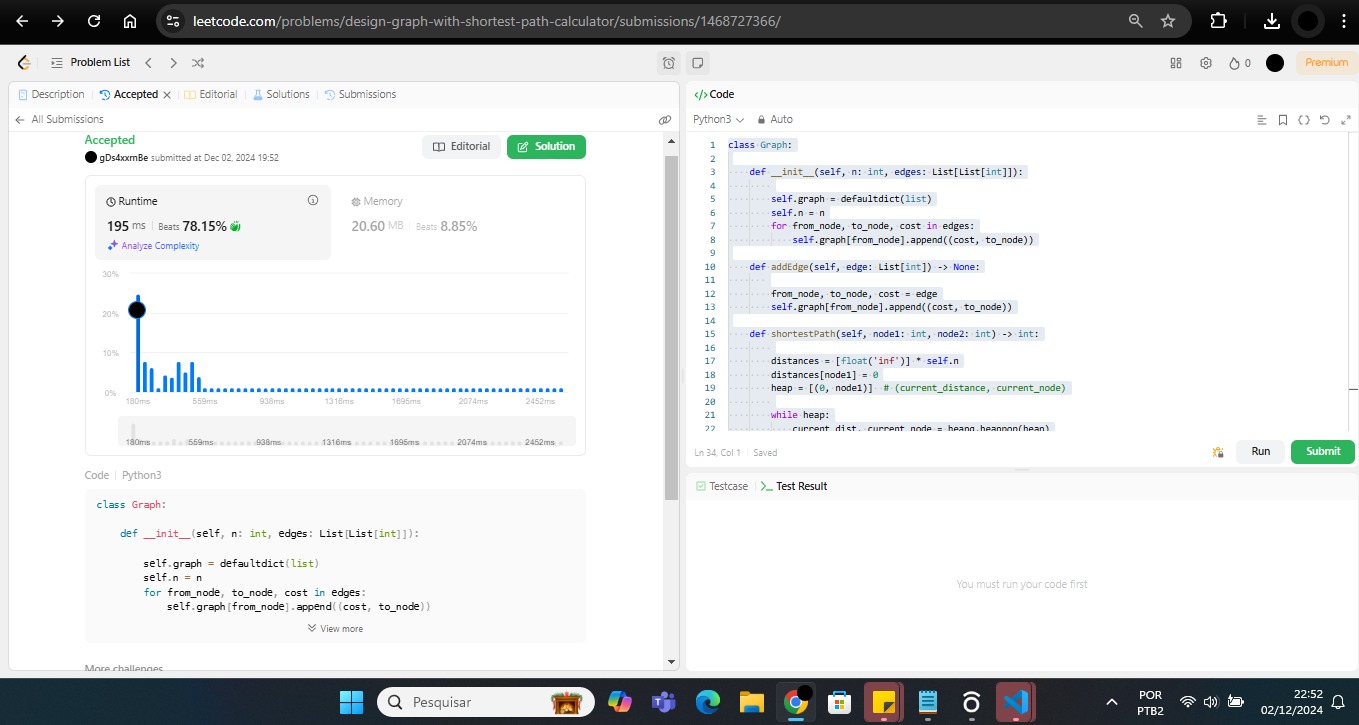 leetcode.com/problems/design-graph-with-shortest-path-calculator/submissions/1468727366/
Problem List
0
Premium
Description
Accepted
Editorial
Solutions
Submissions
All Submissions
Accepted
gDs4xxrnBe submitted at Dec 02, 2024 19:52
Editorial
Solution
Runtime
195 ms
Beats 78.15%
Analyze Complexity
Memory
20.60 MB
Beats 8.85%
30%
20%
10%
0%
180ms 559ms 938ms 1316ms 1695ms 2074ms 2452ms
180ms 559ms 938ms 1316ms 1695ms 2074ms 2452ms
Code Python3
class Graph:
def __init__(self, n: int, edges: List[List[int]]):
self.graph = defaultdict(list)
self.n = n
for from_node, to_node, cost in edges:
self.graph[from_node].append((cost, to_node))
View more
More challenges
</> Code
Python3
Auto
1 class Graph:
2
3 def __init__(self, n: int, edges: List[List[int]]):
4
5 self.graph = defaultdict(list)
6 self.n = n
7 for from_node, to_node, cost in edges:
8 self.graph[from_node].append((cost, to_node))
9
10 def addEdge(self, edge: List[int]) -> None:
11
12 from_node, to_node, cost = edge
13 self.graph[from_node].append((cost, to_node))
14
15 def shortestPath(self, node1: int, node2: int) -> int:
16
17 distances = [float('inf')] * self.n
18 distances[node1] = 0
19 heap = [(0, node1)] # (current_distance, current_node)
20
21 while heap:
22 current_dist, current_node = heapq.heappop(heap)
Ln 34, Col 1
Saved
Run
Submit
Testcase
Test Result
You must run your code first
Pesquisar
POR
PTB2
22:52
02/12/2024